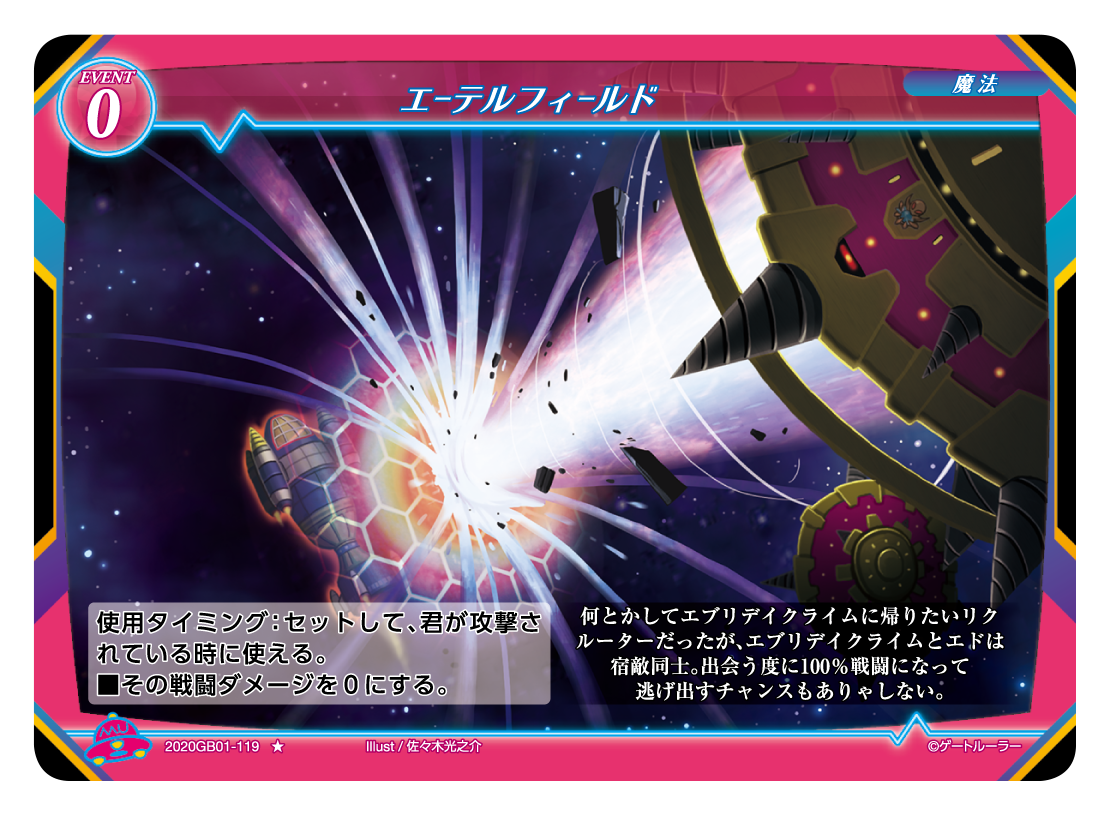 EVENT
0
エーテルフィールド
魔法
使用タイミング：セットして、君が攻撃さ
れている時に使える。
■その戦闘ダメージを０にする。
何とかしてエブリデイクライムに帰りたいリク
ルーターだったが、エブリデイクライムとエドは
宿敵同士。出会う度に100％戦闘になって
逃げ出すチャンスもありゃしない。
MU
2020GB01-119 ★
Illust / 佐々木光之介
©ゲートルーラー